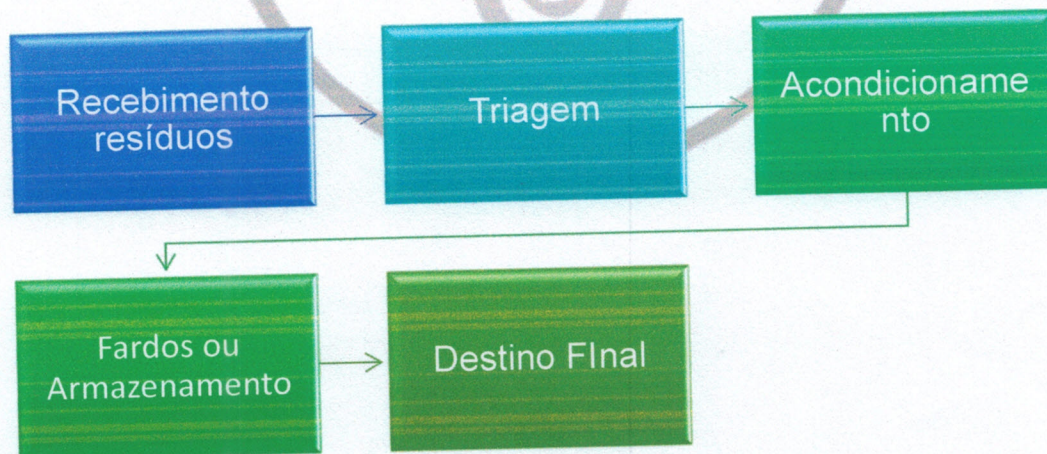 Recebimento
resíduos
Triagem
Acondicioname
nto
Fardos ou
Armazenamento
Destino FInal